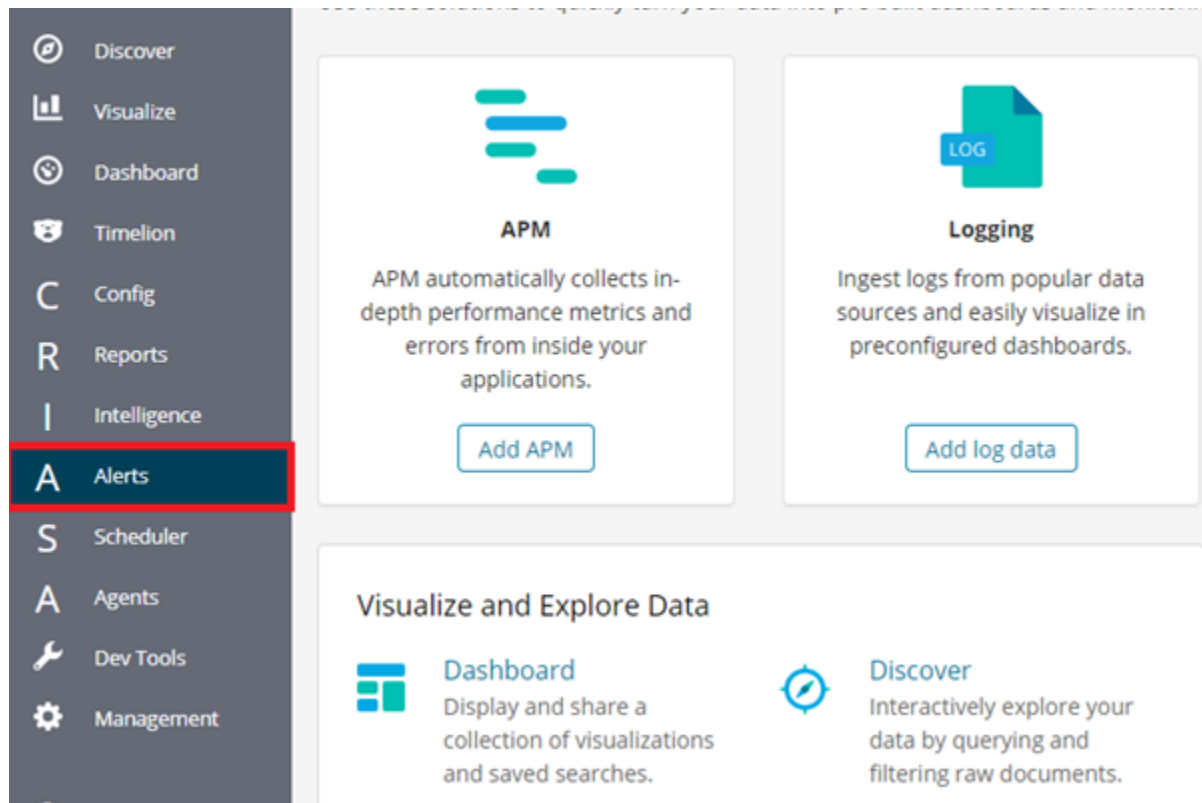 Discover
Visualize
Dashboard
Timelion
C Config
R Reports
I Intelligence
A Alerts
S Scheduler
A Agents
Dev Tools
Management
LOG
APM
APM automatically collects in-
depth performance metrics and
errors from inside your
applications.
Add APM
Logging
Ingest logs from popular data
sources and easily visualize in
preconfigured dashboards.
Add log data
Visualize and Explore Data
Dashboard
Display and share a
collection of visualizations
and saved searches.
Discover
Interactively explore your
data by querying and
filtering raw documents.